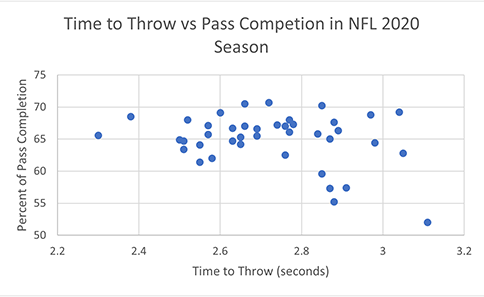 Time to Throw vs Pass Competion in NFL 2020
Season
Percent of Pass Completion
75
70
65
60
55
50
2.2 2.4 2.6 2.8 3 3.2
Time to Throw (seconds)